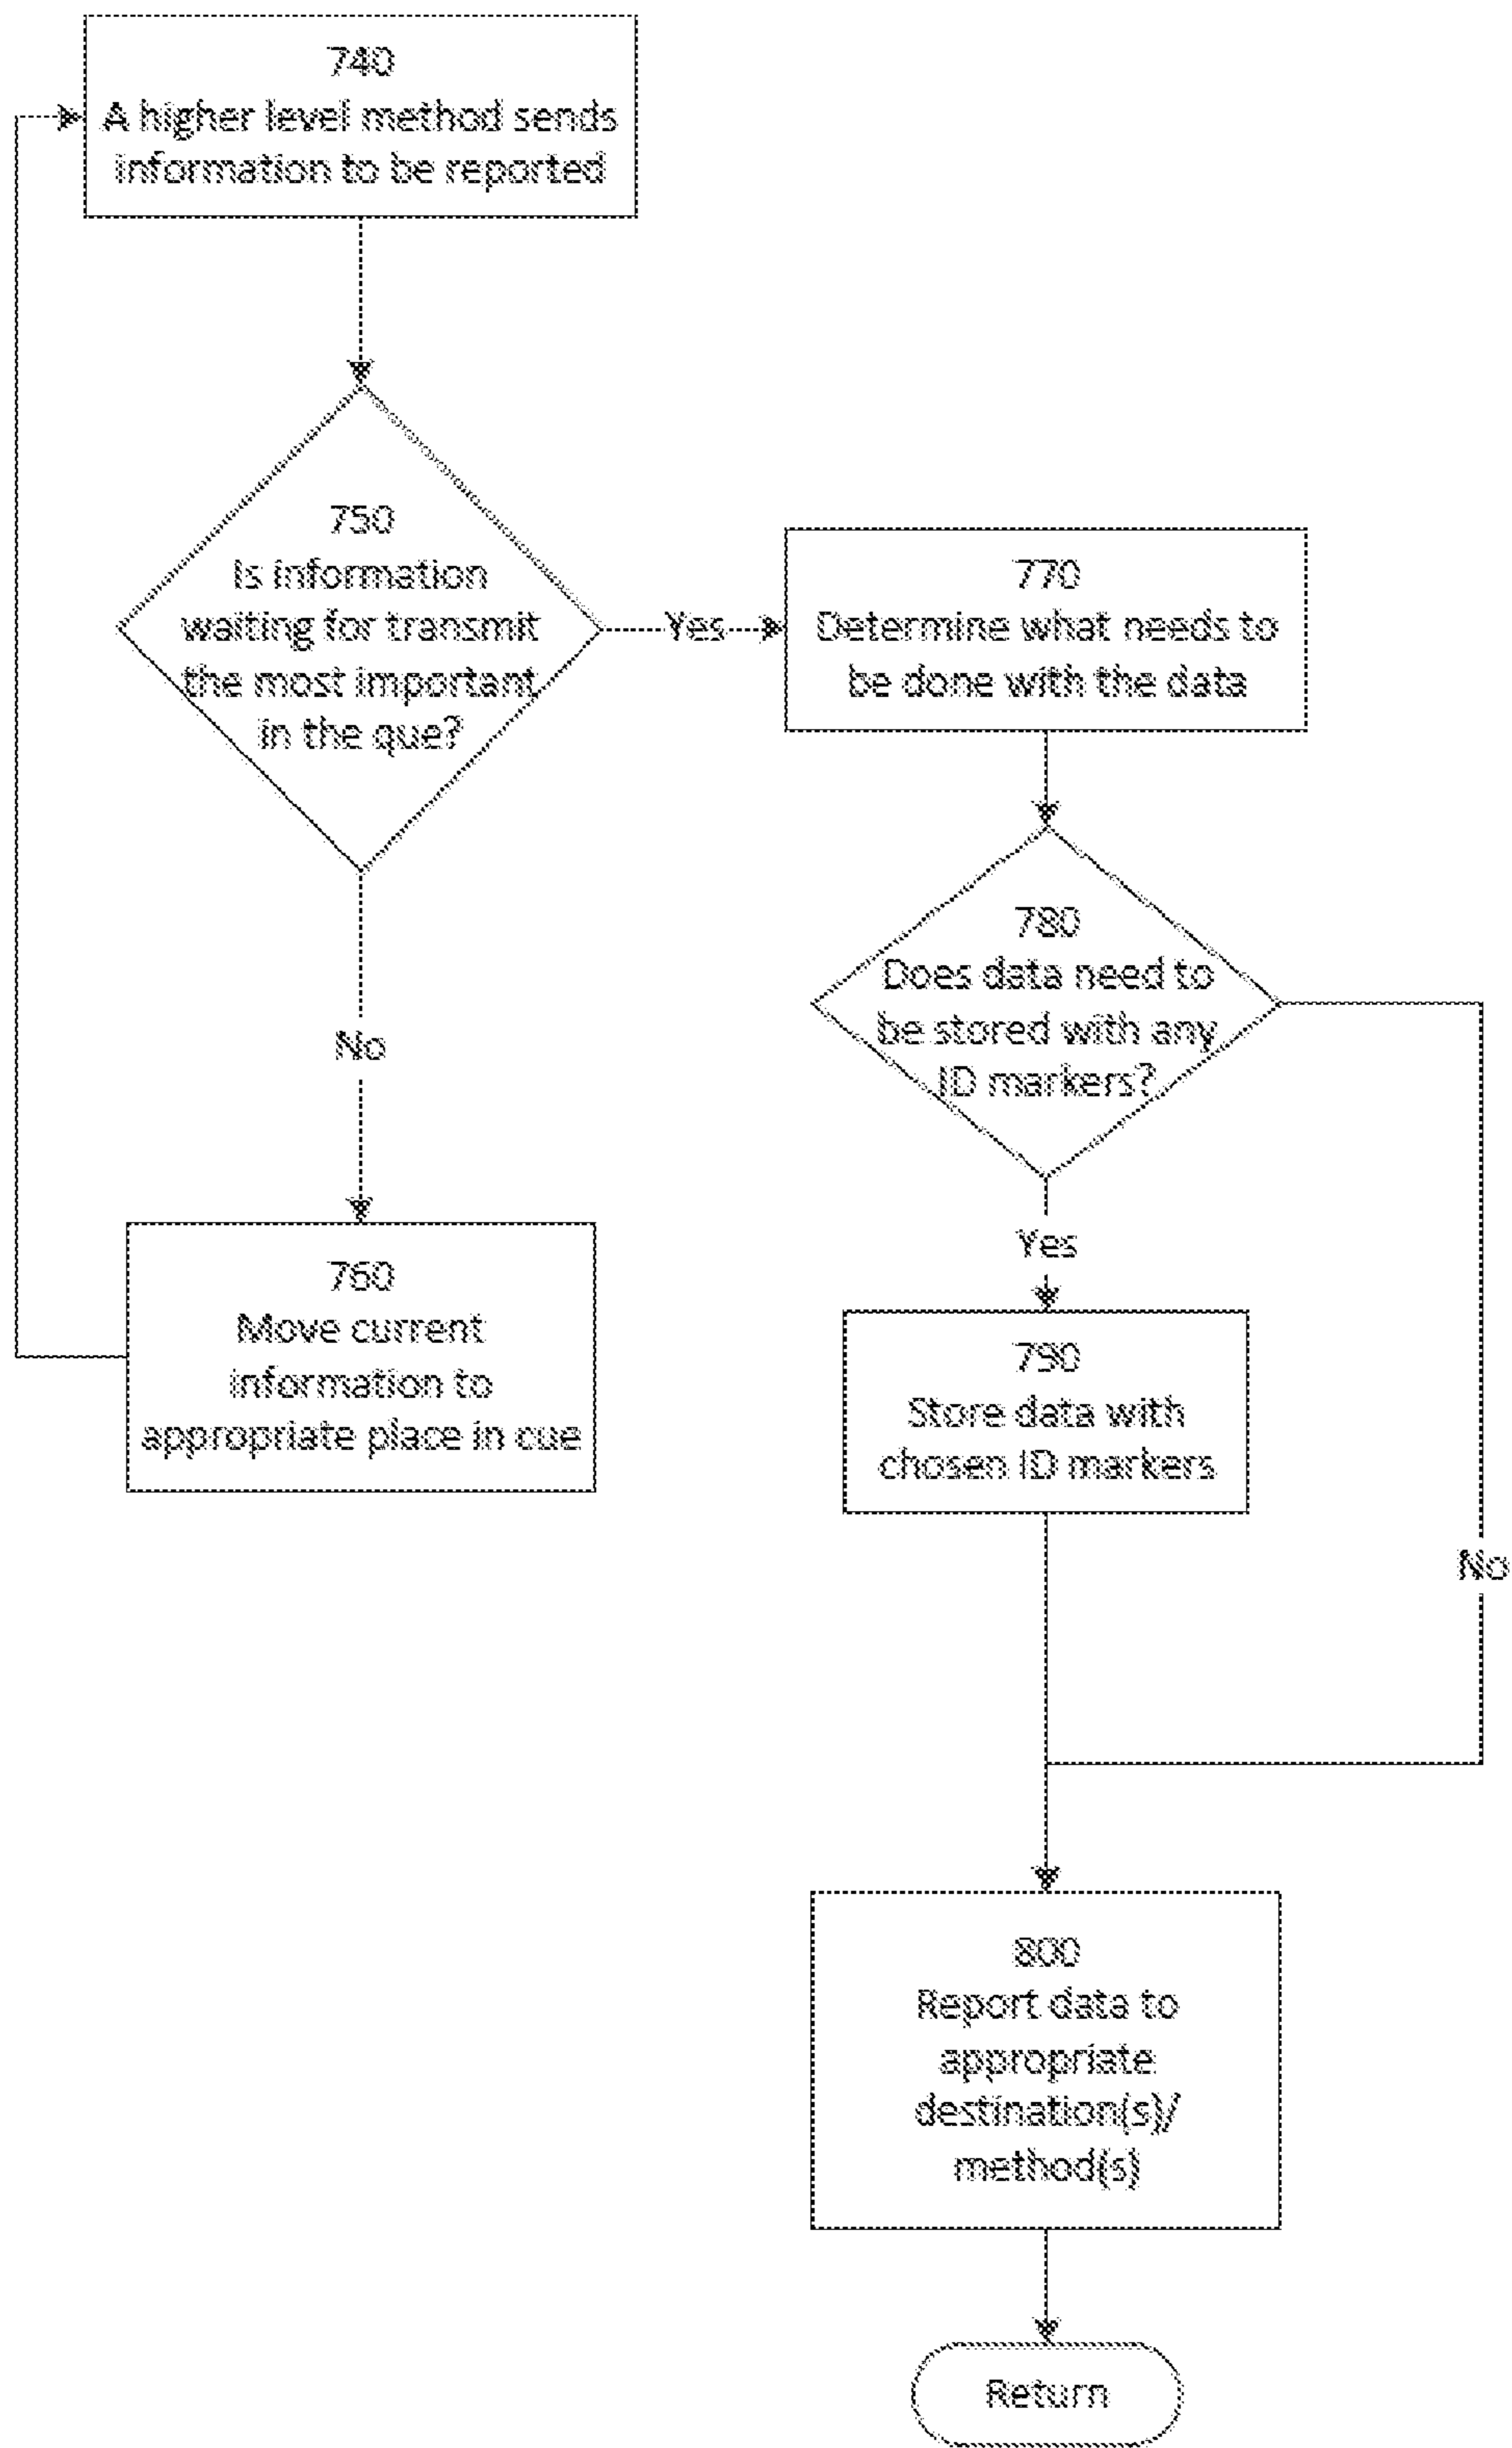 740
A higher level method sends
information to be reported
750
Is information
waiting for transmit
the most important
in the que?
Yes
770
Determine what needs to
be done with the data
780
Does data need to
be stored with any
ID markers?
No
Yes
760
Move current
information to
appropriate place in cue
790
Store data with
chosen ID markers
No
800
Report data to
appropriate
destination(s)/
method(s)
Return